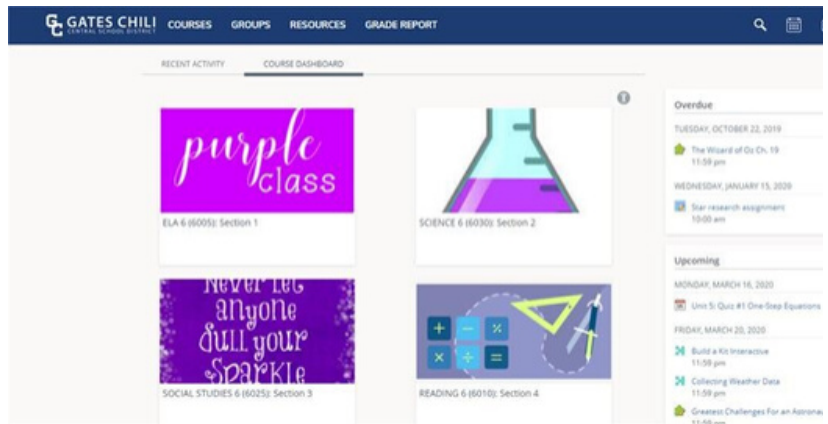 GATES CHILI
CENTRAL SCHOOL DISTRICT
COURSES GROUPS RESOURCES GRADE REPORT
RECENT ACTIVITY COURSE DASHBOARD
purple
class
ELA 6 (6005): Section 1
SCIENCE 6 (6030): Section 2
Never Let
anyone
dull your
Sparkle
SOCIAL STUDIES 6 (6025): Section 3
READING 6 (6010): Section 4
Overdue
TUESDAY, OCTOBER 22, 2019
The Wizard of Oz Ch. 19
11:59 pm
WEDNESDAY, JANUARY 15, 2020
Star research assignment
10:00 am
Upcoming
MONDAY, MARCH 16, 2020
Unit 5: Quiz #1 One-Step Equations
FRIDAY, MARCH 20, 2020
Build a Kit Interactive
11:59 pm
Collecting Weather Data
11:59 pm
Greatest Challenges For an Astronau
11:59 pm